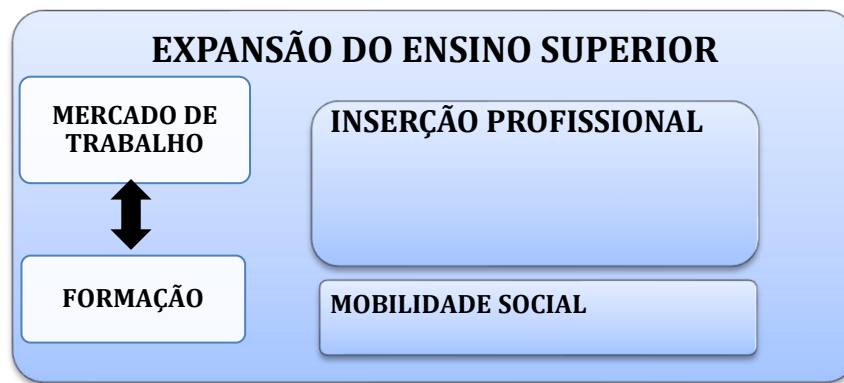 EXPANSÃO DO ENSINO SUPERIOR
MERCADO DE
TRABALHO
FORMAÇÃO
INSERÇÃO PROFISSIONAL
MOBILIDADE SOCIAL